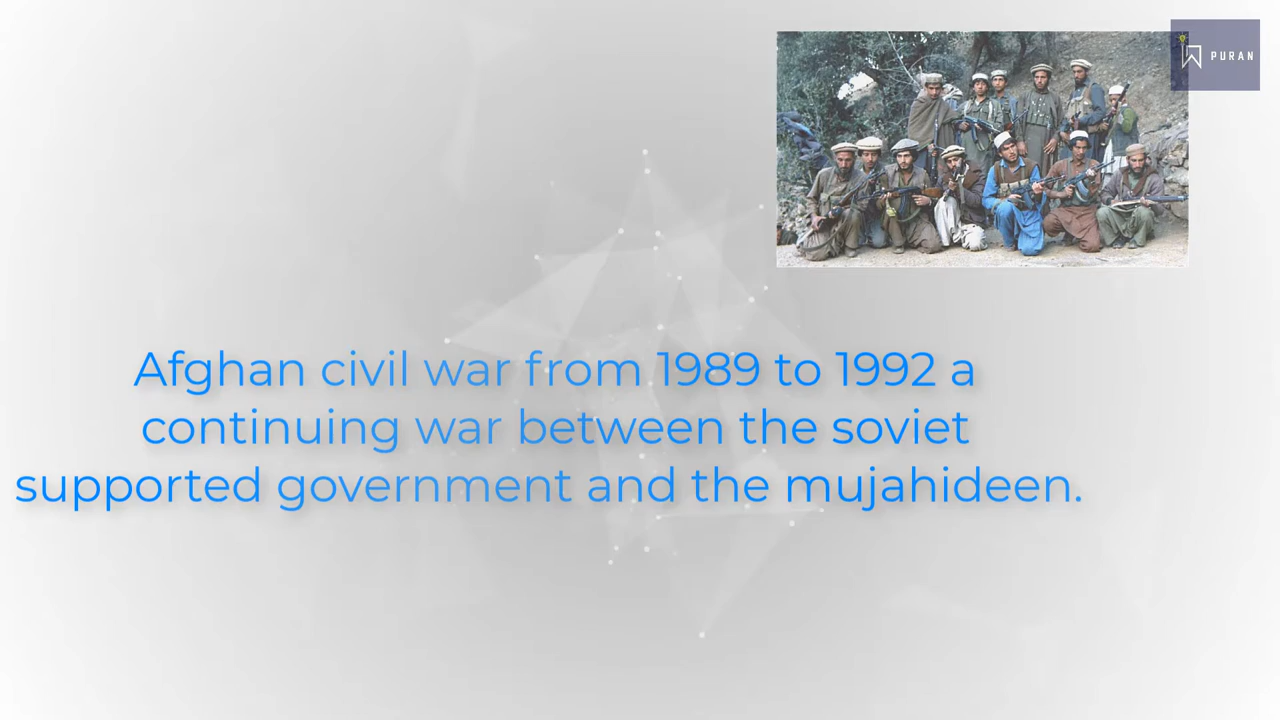 PURAN
Afghan civil war from 1989 to 1992 a
continuing war between the soviet
supported government and the mujahideen.